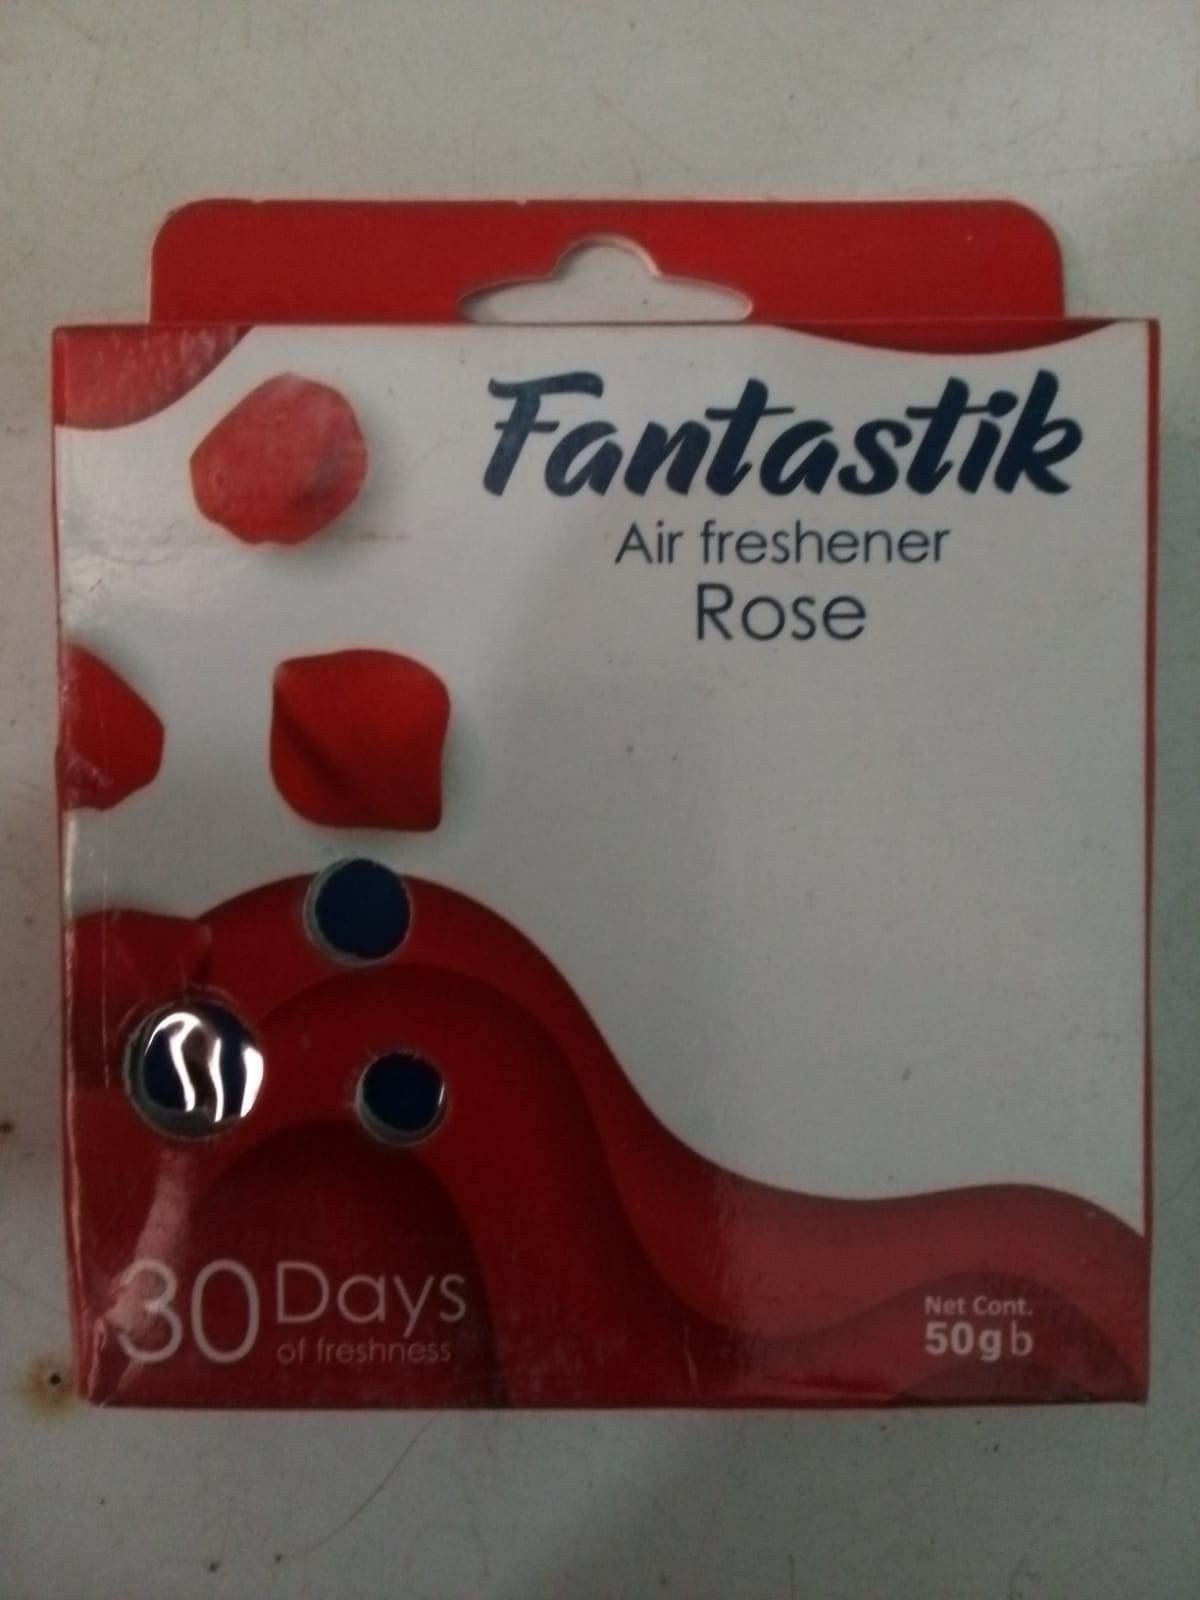 Fantastik
Air freshener
Rose
30 Days
of freshness
Net Cont.
50g b